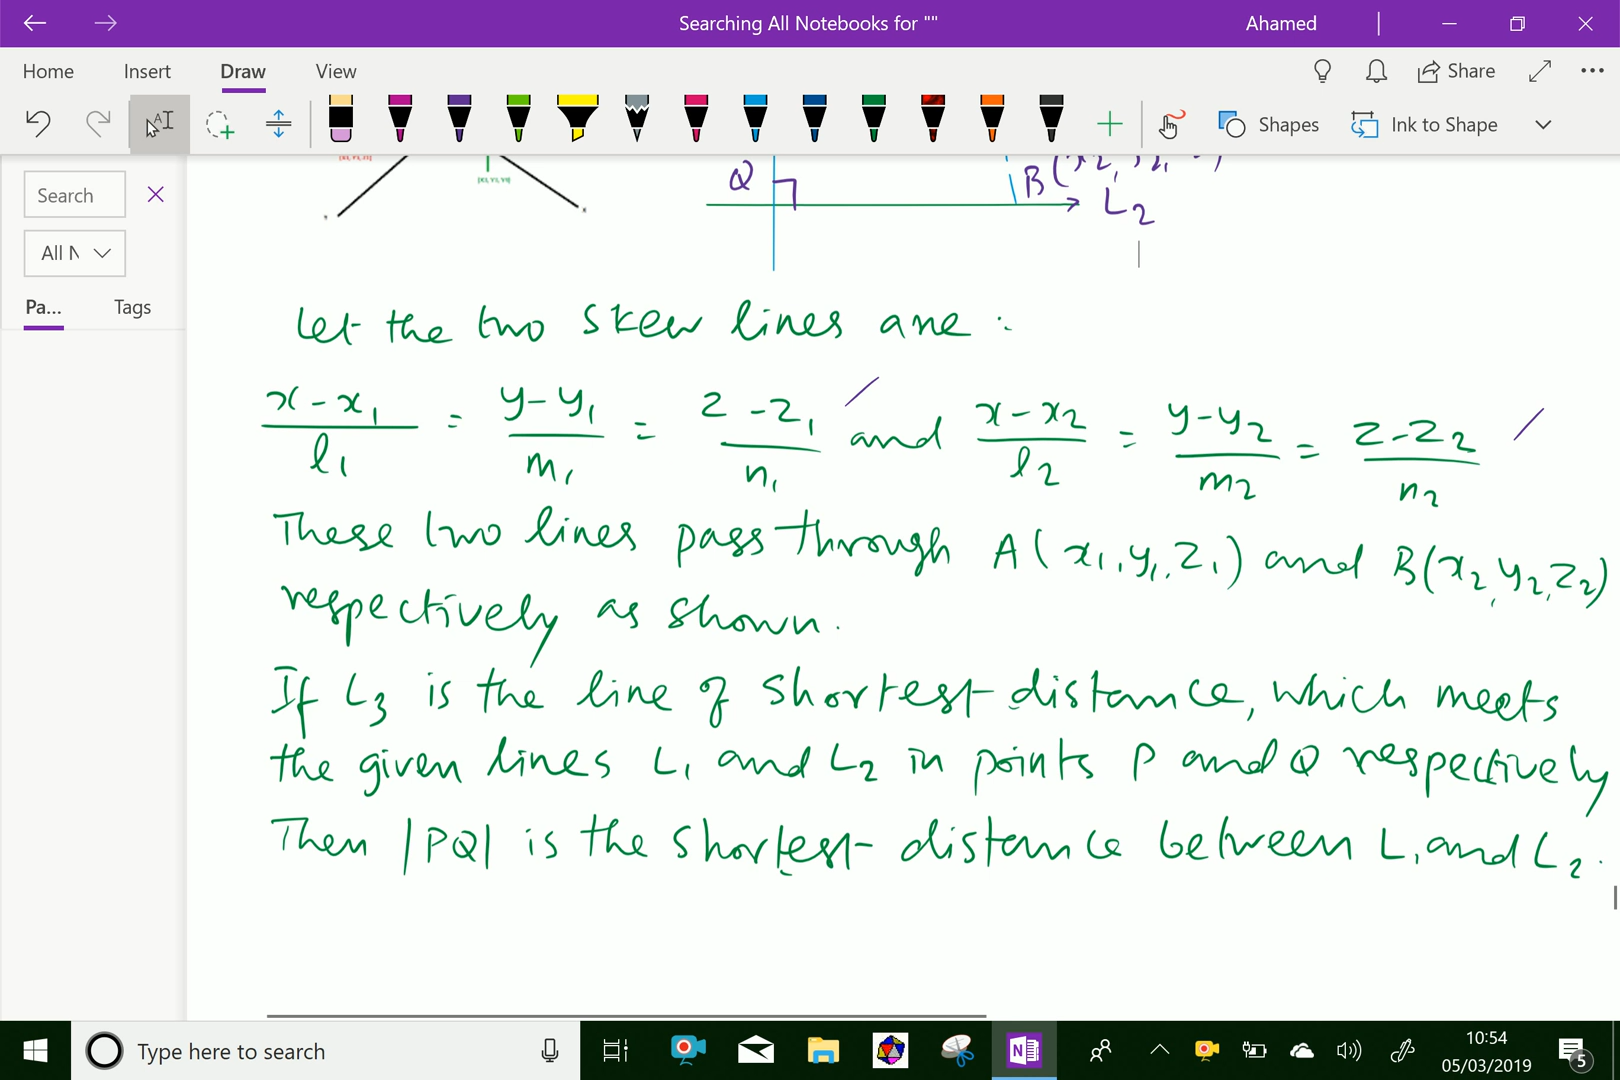 Searching All Notebooks for ""
Ahamed
Home Insert Draw View
Share
Shapes
Ink to Shape
Search
All N
Pa... Tags
Q
B(x2,
L2
Let the two skew lines are :
x-x1/l1 = y-y1/m1 = z-z1/n1 and x-x2/l2 = y-y2/m2 = z-z2/n2
These two lines pass through A(x1,y1,z1) and B(x2,y2,z2)
respectively as shown.
If L3 is the line of shortest distance, which meets
the given lines L1 and L2 in points P and Q respectively
Then |PQ| is the shortest distance between L1 and L2.
Type here to search
N
10:54
05/03/2019
5